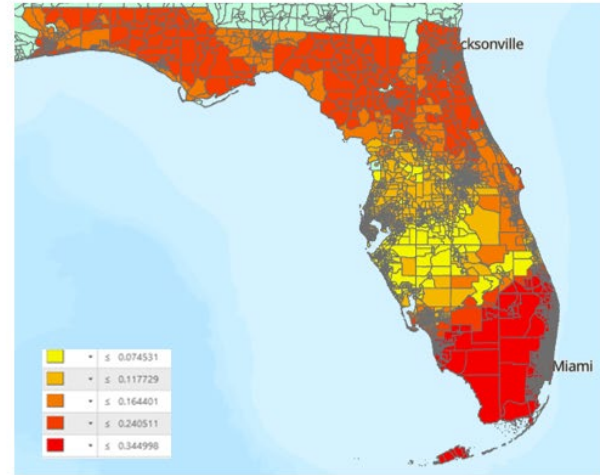 cksonville
o
≤ 0.074531
≤ 0.117729
≤ 0.164401
≤ 0.240511
Miami
≤ 0.344998